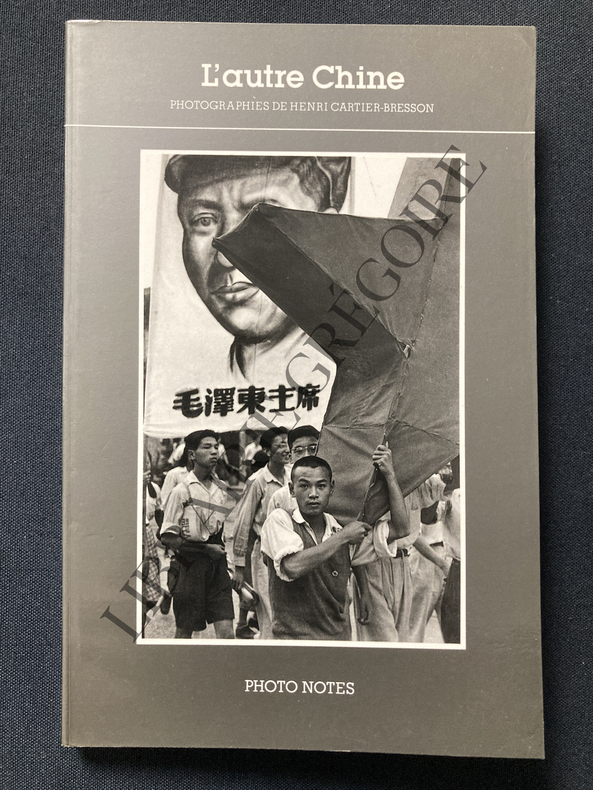 L'autre Chine
PHOTOGRAPHIES DE HENRI CARTIER-BRESSON
毛澤東主席
PHOTO NOTES
LIBRAIRIE GRÉGOIRE